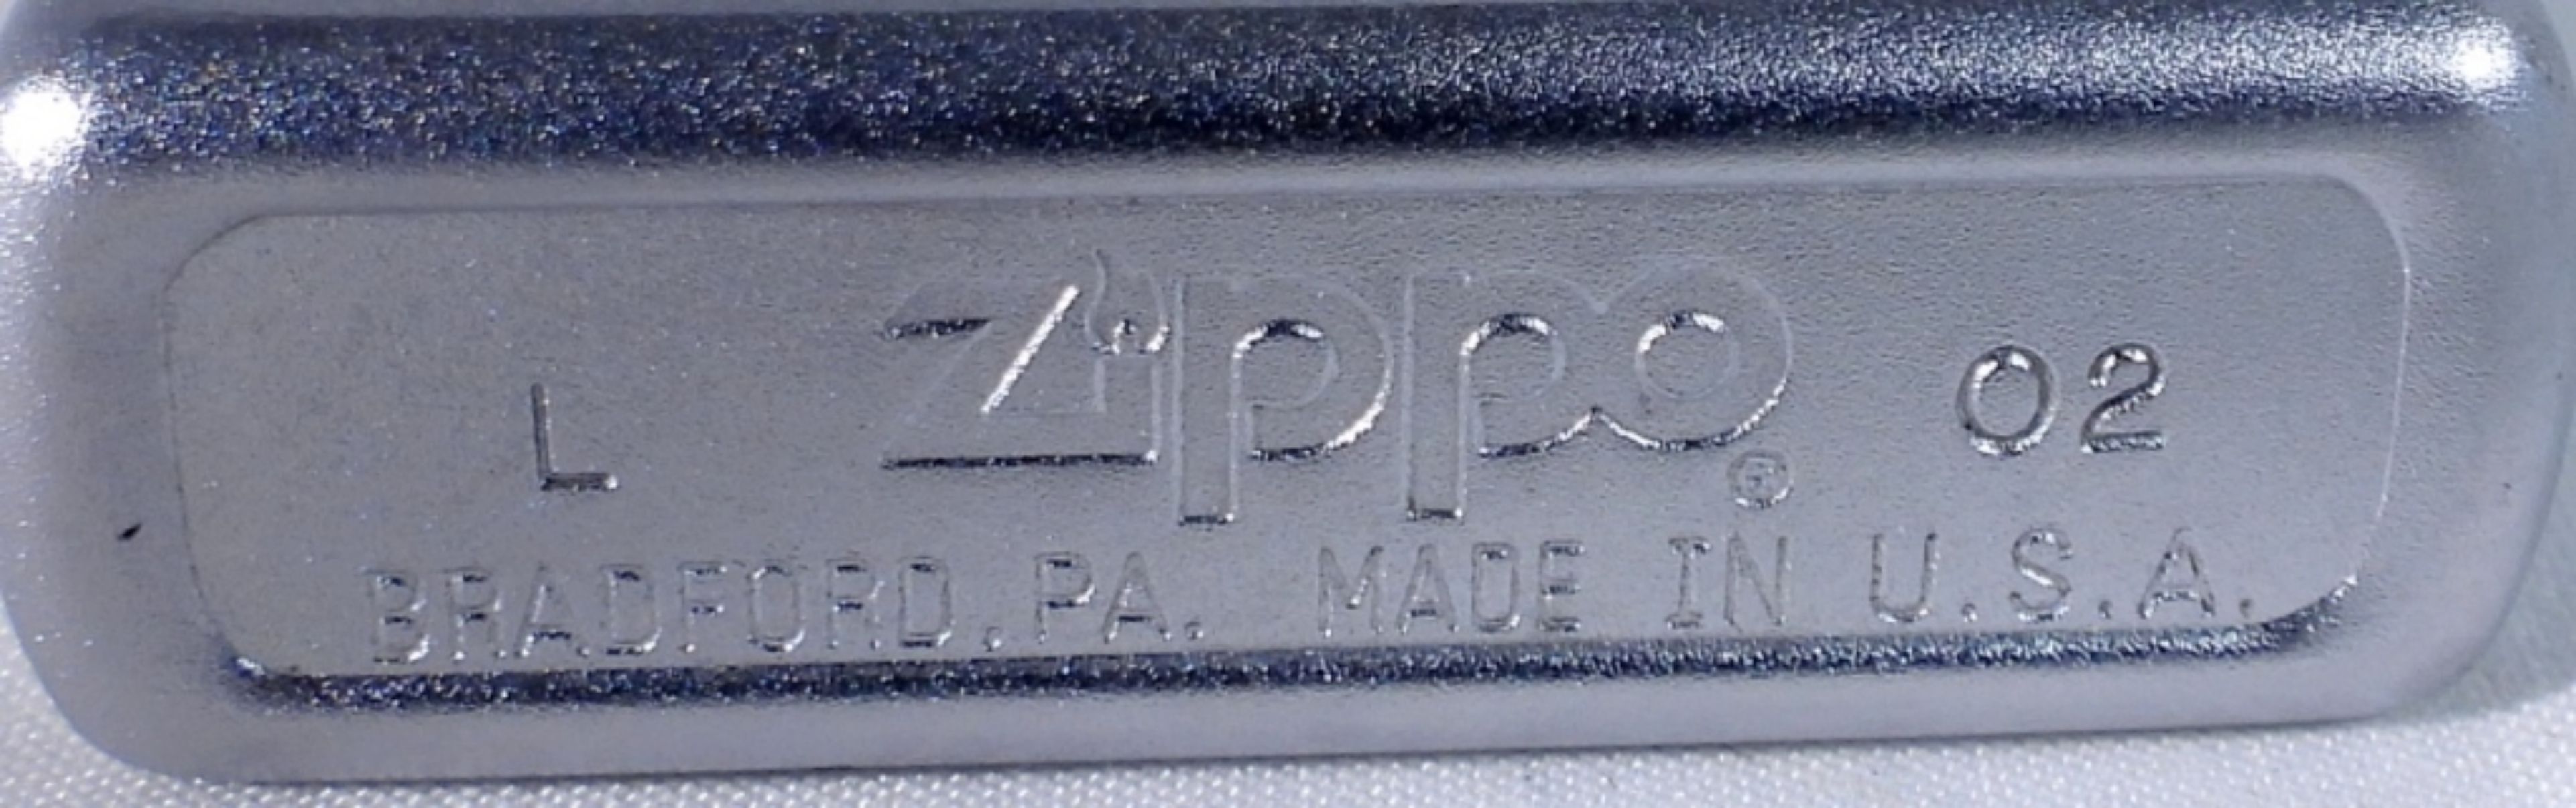 L Zippo ® 02
BRADFORD, PA. MADE IN U.S.A.